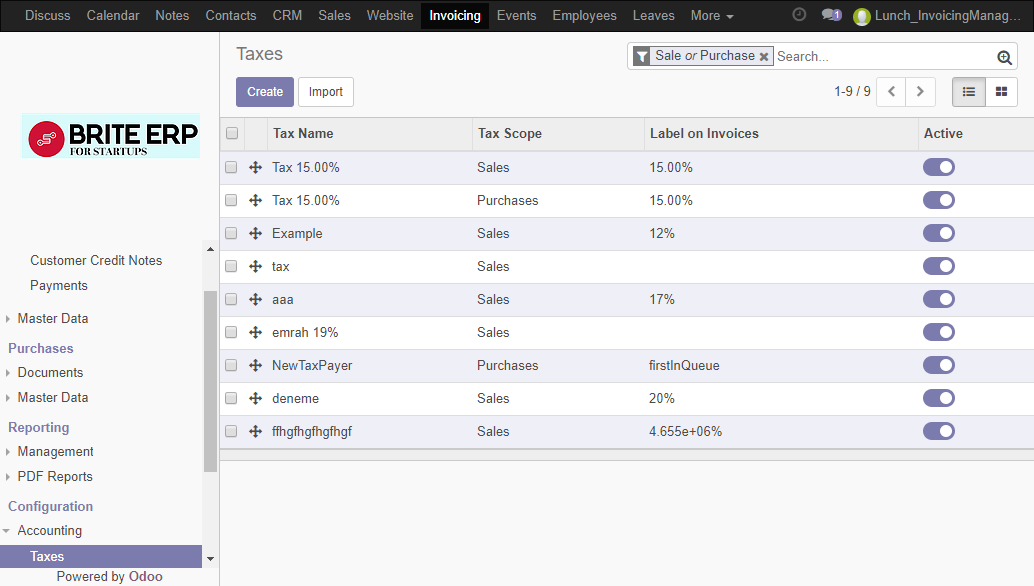 Discuss Calendar Notes Contacts CRM Sales Website Invoicing Events Employees Leaves More 1 Lunch_InvoicingManag...
BRITE ERP
FOR STARTUPS
Customer Credit Notes
Payments
Master Data
Purchases
Documents
Master Data
Reporting
Management
PDF Reports
Configuration
Accounting
Taxes
Powered by Odoo
Taxes
Sale or Purchase Search...
Create Import
1-9 / 9
Tax Name Tax Scope Label on Invoices Active
Tax 15.00% Sales 15.00%
Tax 15.00% Purchases 15.00%
Example Sales 12%
tax Sales
aaa Sales 17%
emrah 19% Sales
NewTaxPayer Purchases firstInQueue
deneme Sales 20%
ffhgfhgfhgfhgf Sales 4.655e+06%